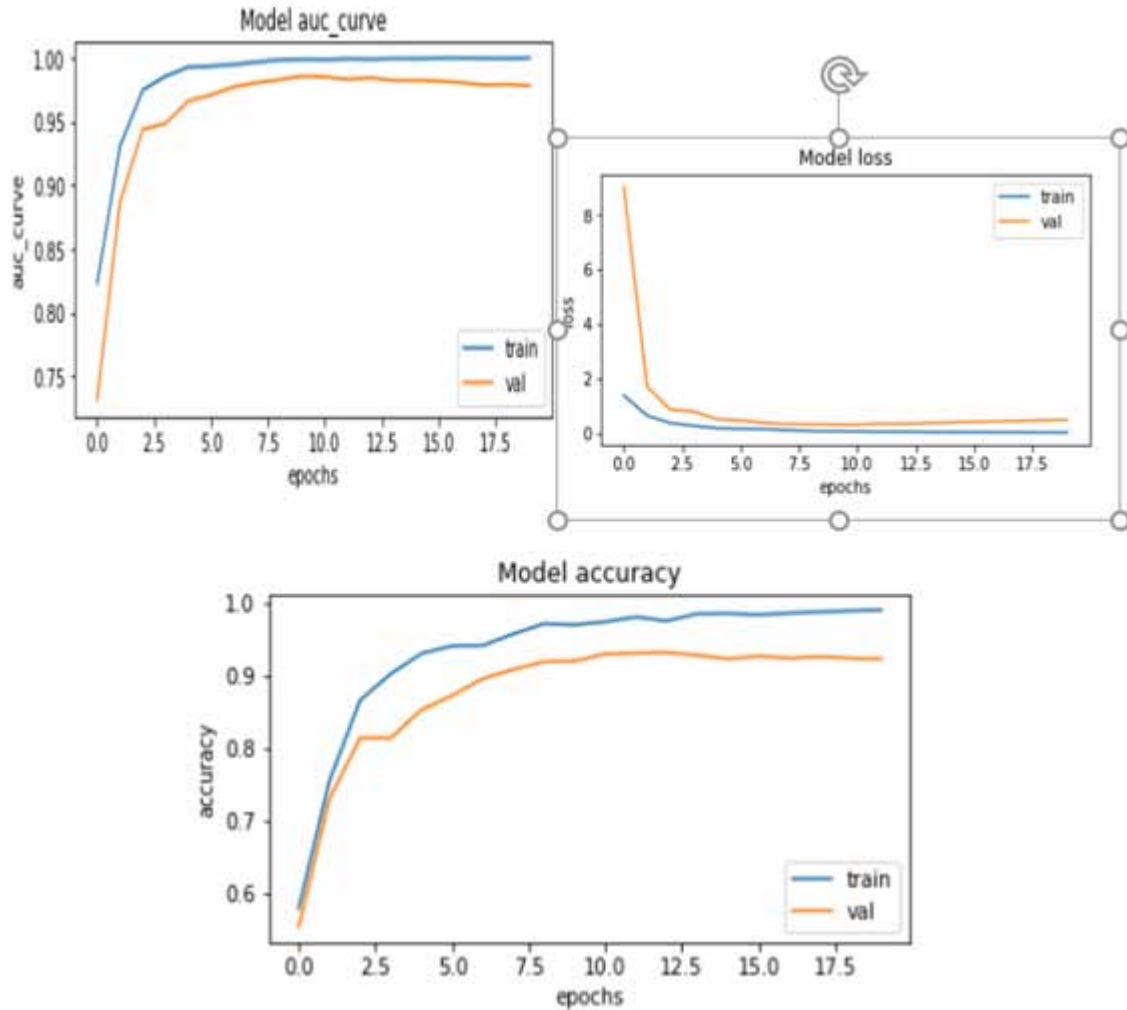 Model auc_curve
1.00
0.95
0.90
0.85
0.80
0.75
auc_curve
train
val
0.0 2.5 5.0 7.5 10.0 12.5 15.0 17.5
epochs
Model loss
8
6
4
2
0
loss
train
val
0.0 2.5 5.0 7.5 10.0 12.5 15.0 17.5
epochs
Model accuracy
1.0
0.9
0.8
0.7
0.6
accuracy
train
val
0.0 2.5 5.0 7.5 10.0 12.5 15.0 17.5
epochs